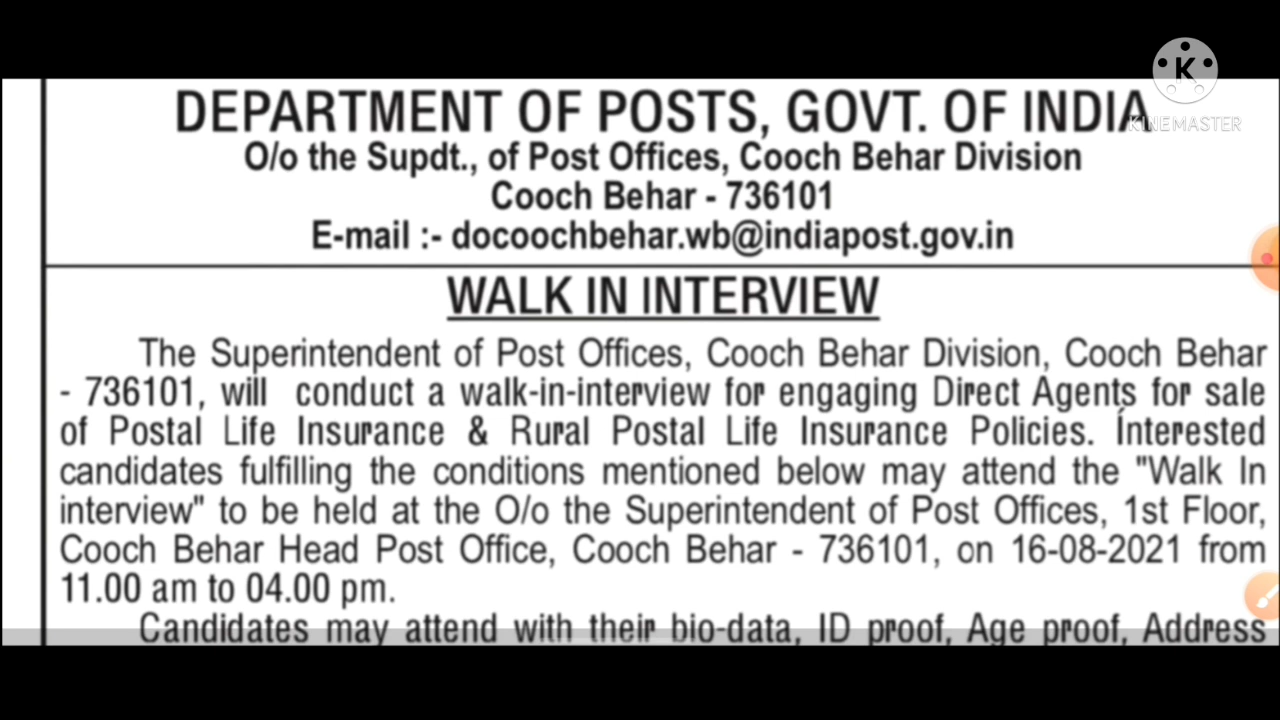 K
KINEMASTER
DEPARTMENT OF POSTS, GOVT. OF INDIA
O/o the Supdt., of Post Offices, Cooch Behar Division
Cooch Behar - 736101
E-mail :- docoochbehar.wb@indiapost.gov.in
WALK IN INTERVIEW
The Superintendent of Post Offices, Cooch Behar Division, Cooch Behar
- 736101, will conduct a walk-in-interview for engaging Direct Agents for sale
of Postal Life Insurance & Rural Postal Life Insurance Policies. Interested
candidates fulfilling the conditions mentioned below may attend the "Walk In
interview" to be held at the O/o the Superintendent of Post Offices, 1st Floor,
Cooch Behar Head Post Office, Cooch Behar - 736101, on 16-08-2021 from
11.00 am to 04.00 pm.
Candidates may attend with their bio-data, ID proof, Age proof, Address